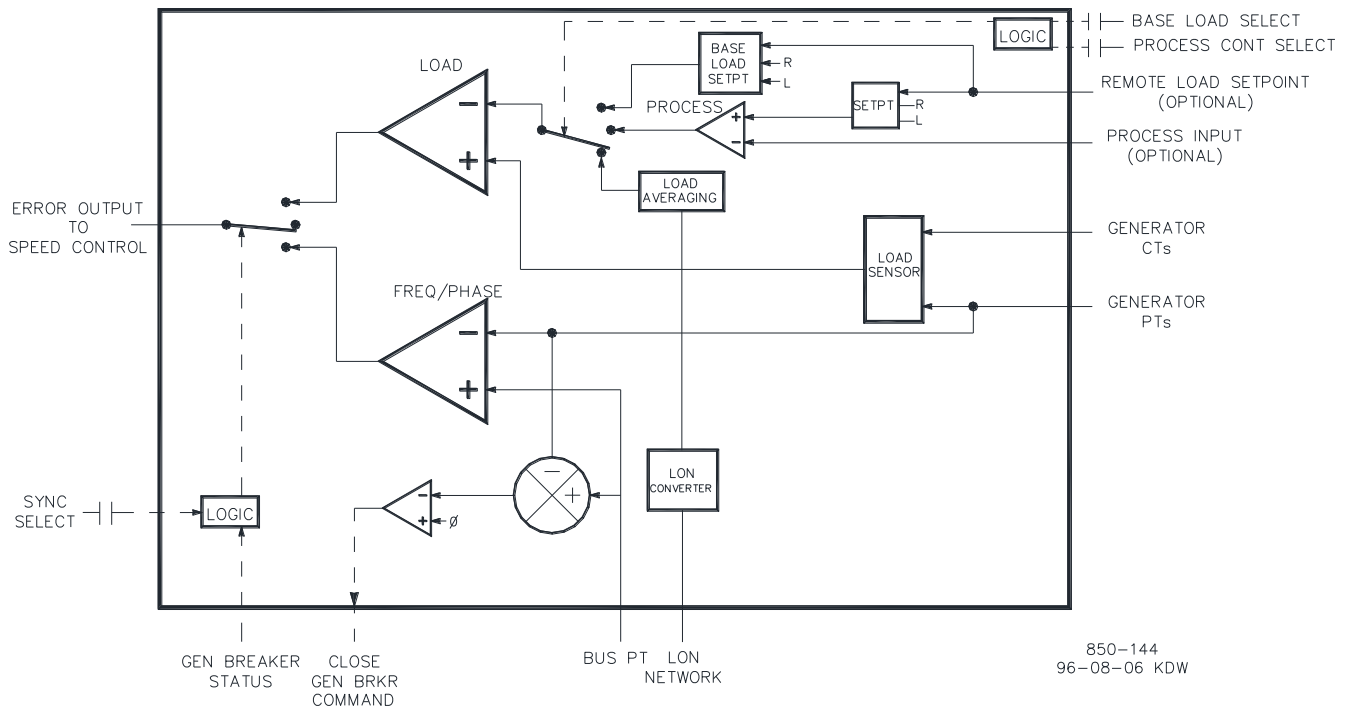 BASE LOAD SELECT
LOGIC
PROCESS CONT SELECT
BASE
LOAD
SETPT
R
L
LOAD
REMOTE LOAD SETPOINT
(OPTIONAL)
SETPT
R
L
PROCESS
+
−
PROCESS INPUT
(OPTIONAL)
−
+
LOAD
AVERAGING
ERROR OUTPUT
TO
SPEED CONTROL
GENERATOR
CTs
LOAD
SENSOR
FREQ/PHASE
GENERATOR
PTs
−
+
LON
CONVERTER
−
+
SYNC
SELECT
LOGIC
−
+ Ø
GEN BREAKER
STATUS
CLOSE
GEN BRKR
COMMAND
BUS PT
LON
NETWORK
850-144
96-08-06 KDW